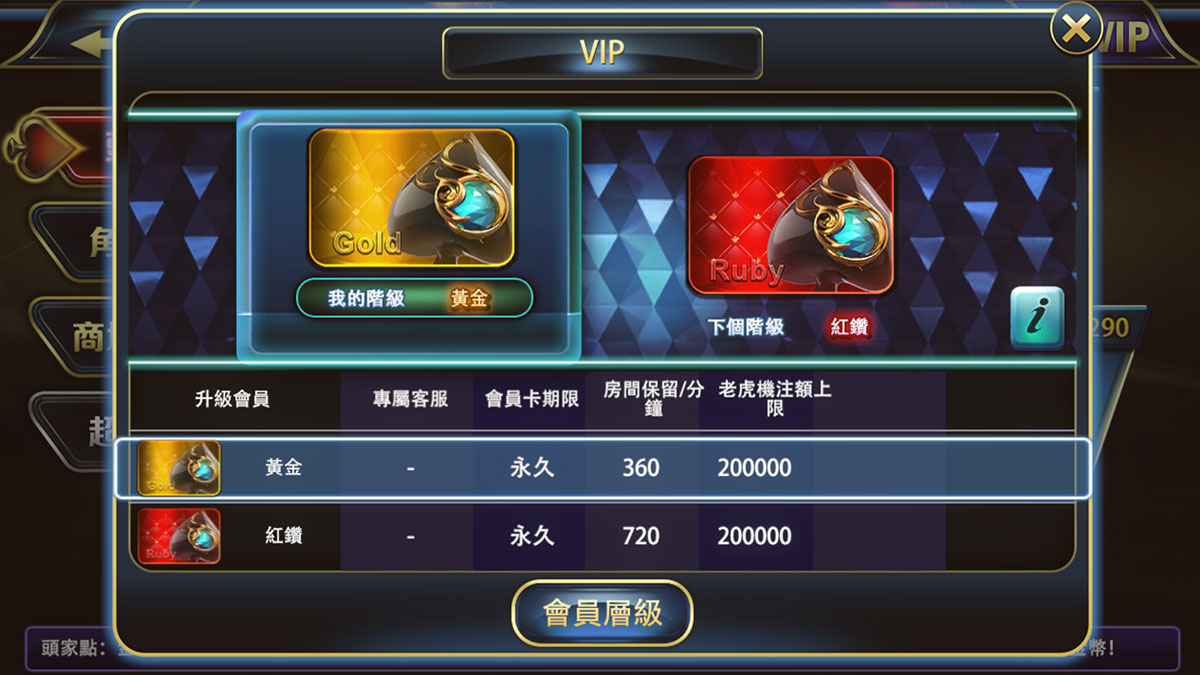 VIP
VIP
Gold
Ruby
我的階級 黃金
下個階級 紅鑽
i
290
角
商
超
升級會員 專屬客服 會員卡期限 房間保留/分鐘 老虎機注額上限
Gold 黃金 - 永久 360 200000
Ruby 紅鑽 - 永久 720 200000
會員層級
頭家點:
幣!